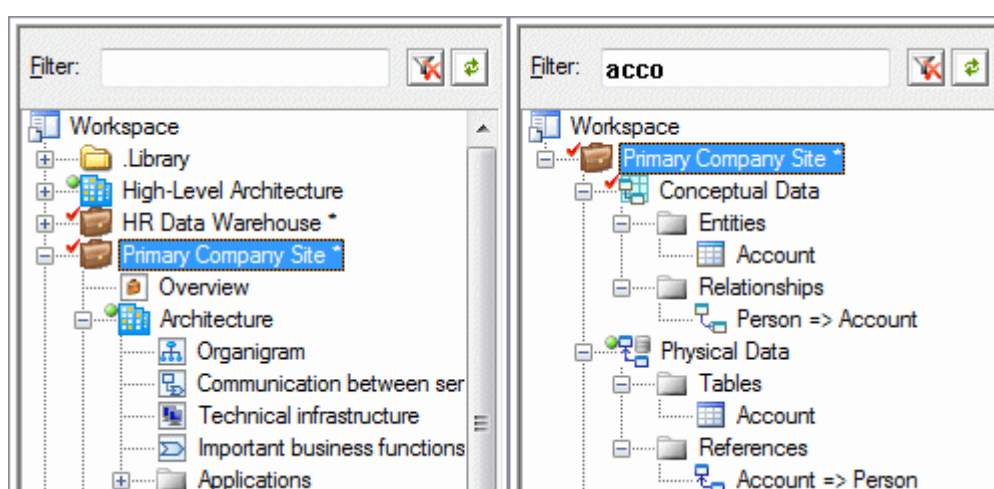 Filter:
Workspace
.Library
High-Level Architecture
HR Data Warehouse *
Primary Company Site *
Overview
Architecture
Organigram
Communication between ser
Technical infrastructure
Important business functions
Applications
Filter: acco
Workspace
Primary Company Site *
Conceptual Data
Entities
Account
Relationships
Person => Account
Physical Data
Tables
Account
References
Account => Person